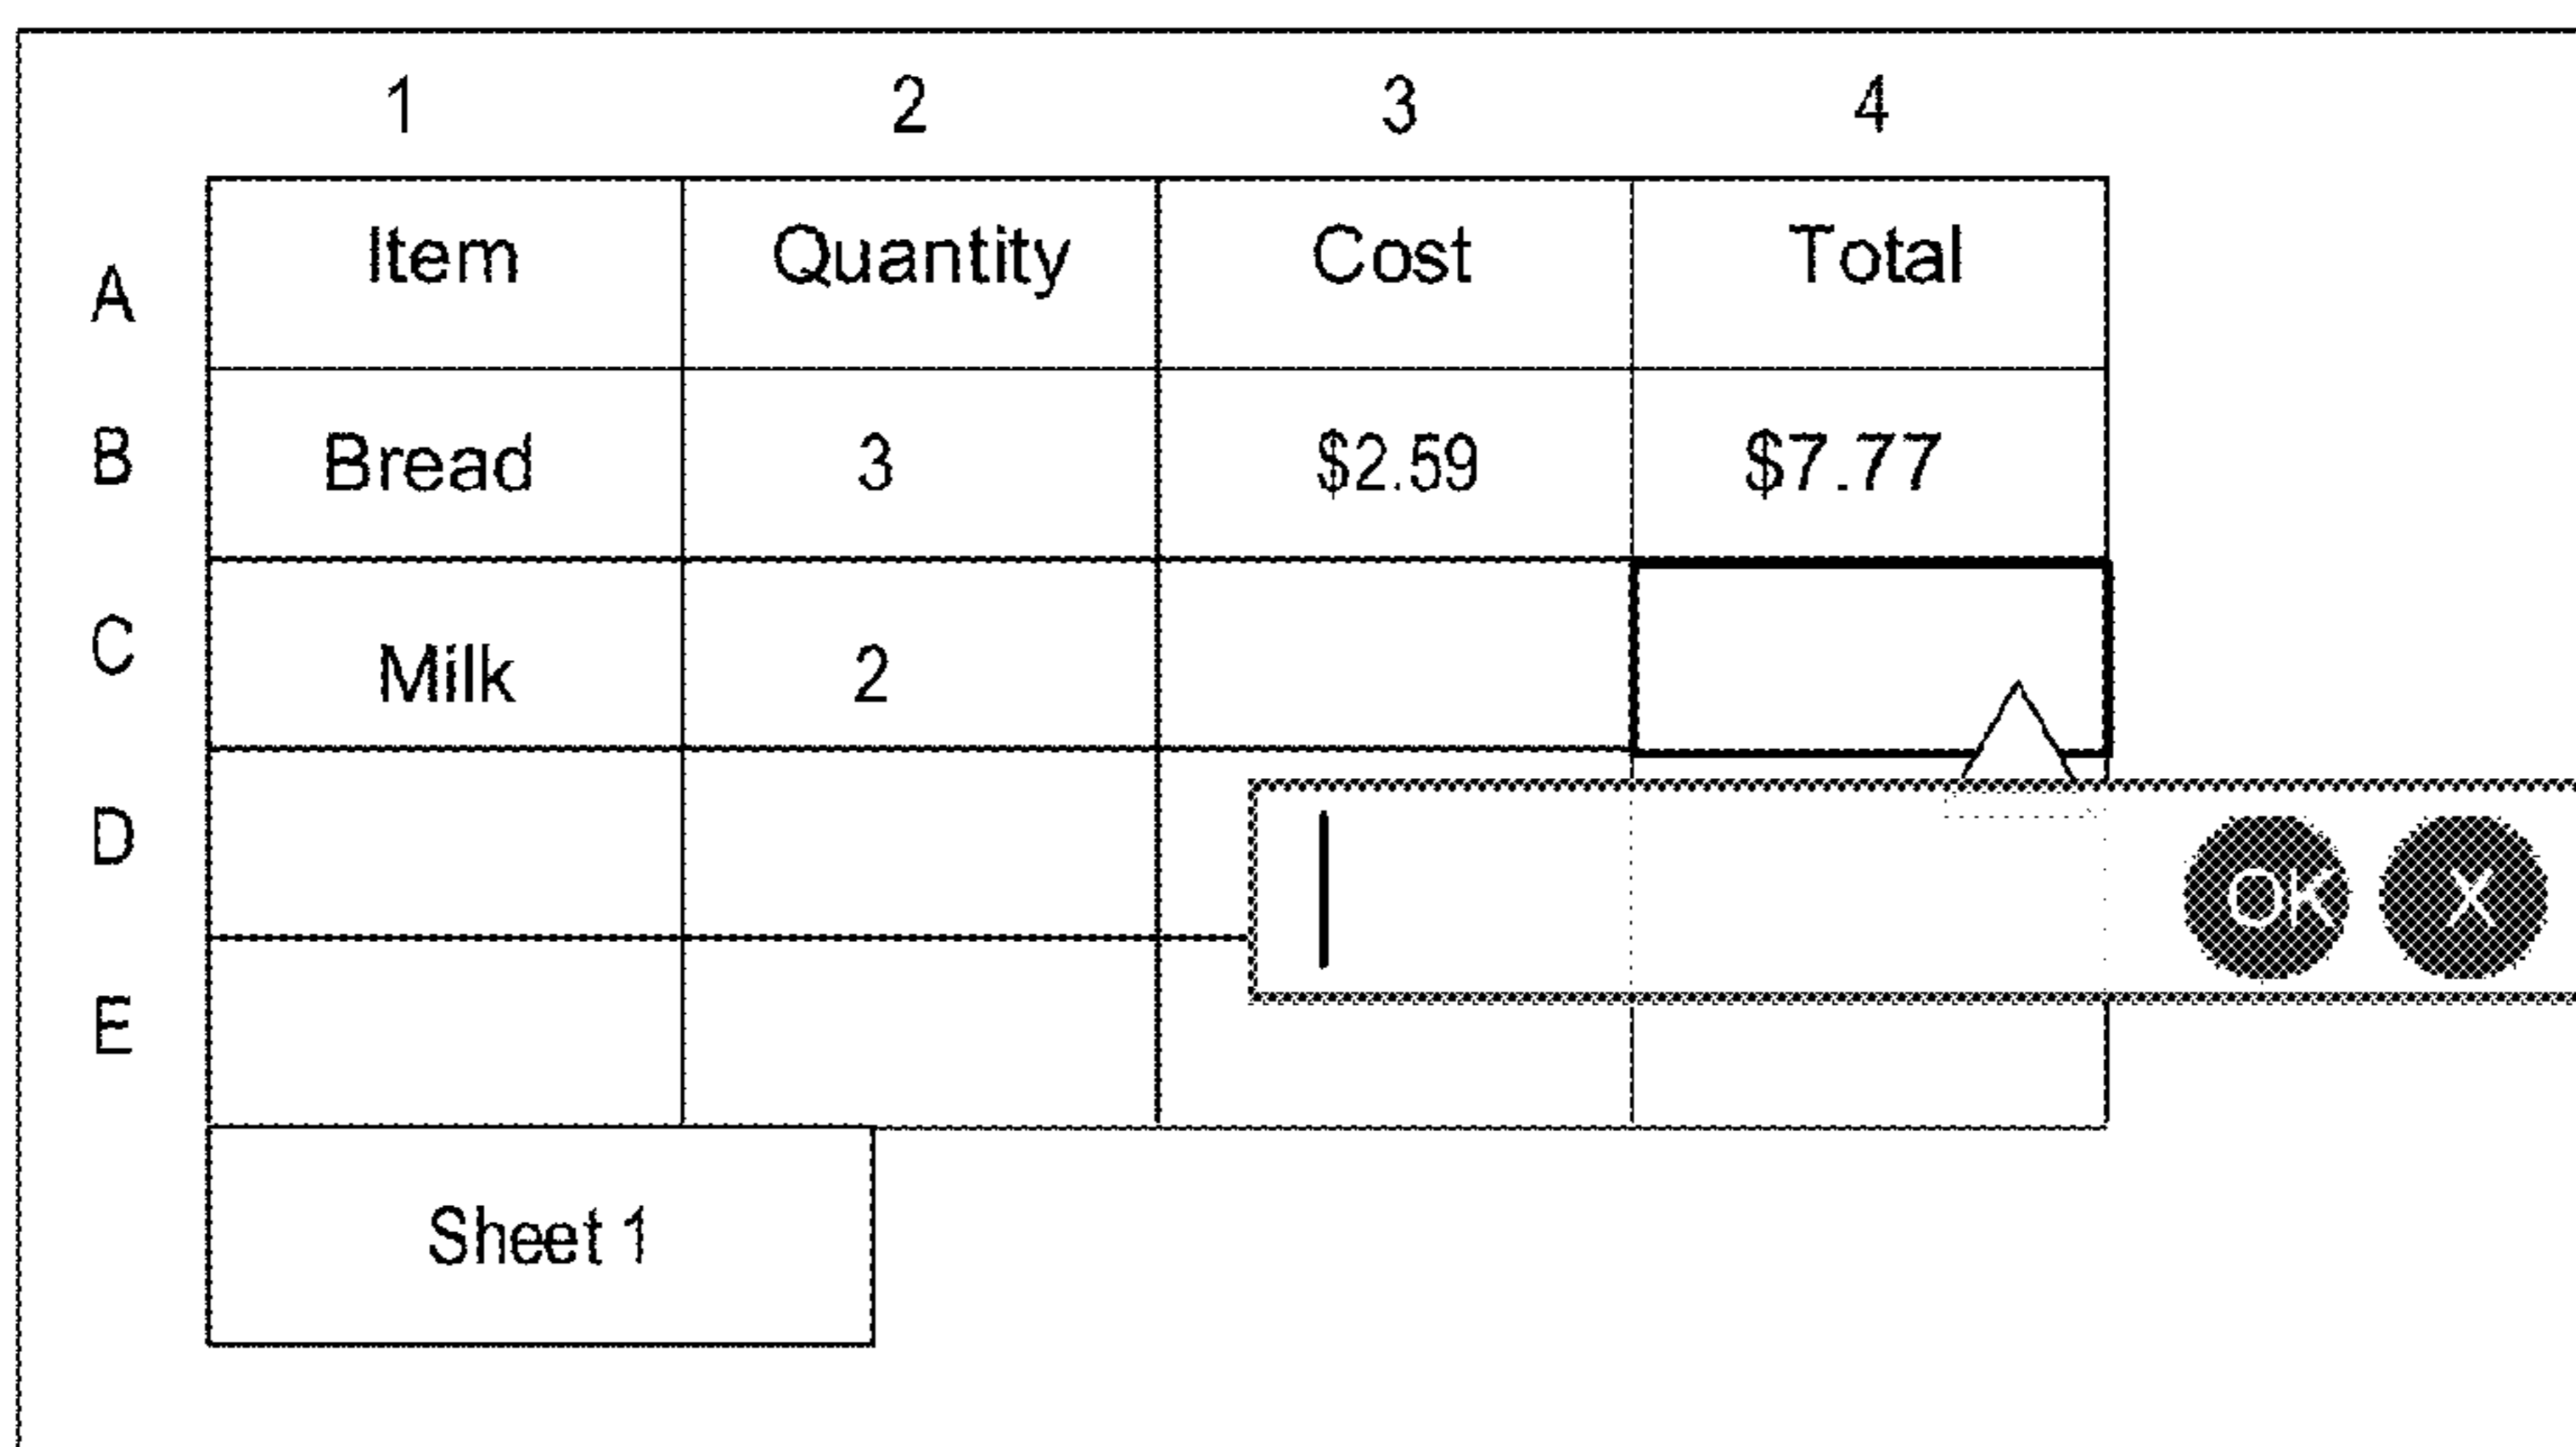 1 2 3 4
A Item Quantity Cost Total
B Bread 3 $2.59 $7.77
C Milk 2
D OK X
E
Sheet 1